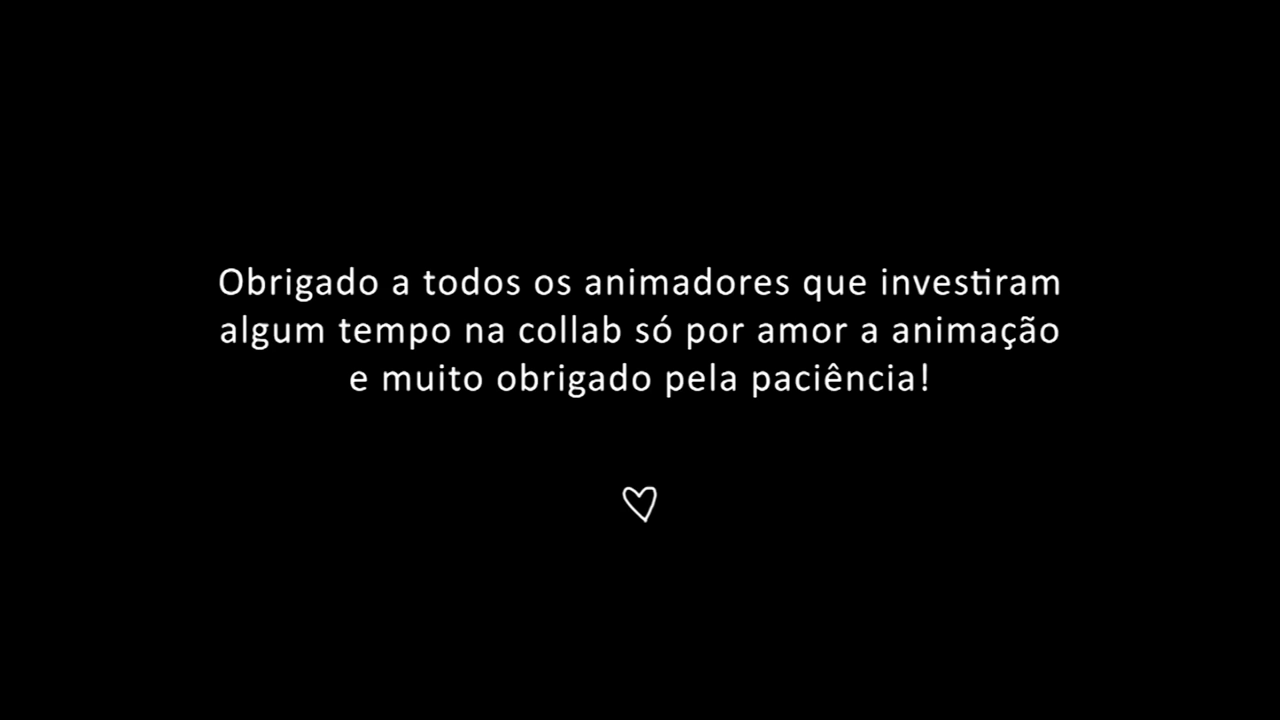 Obrigado a todos os animadores que investiram
algum tempo na collab só por amor a animação
e muito obrigado pela paciência!